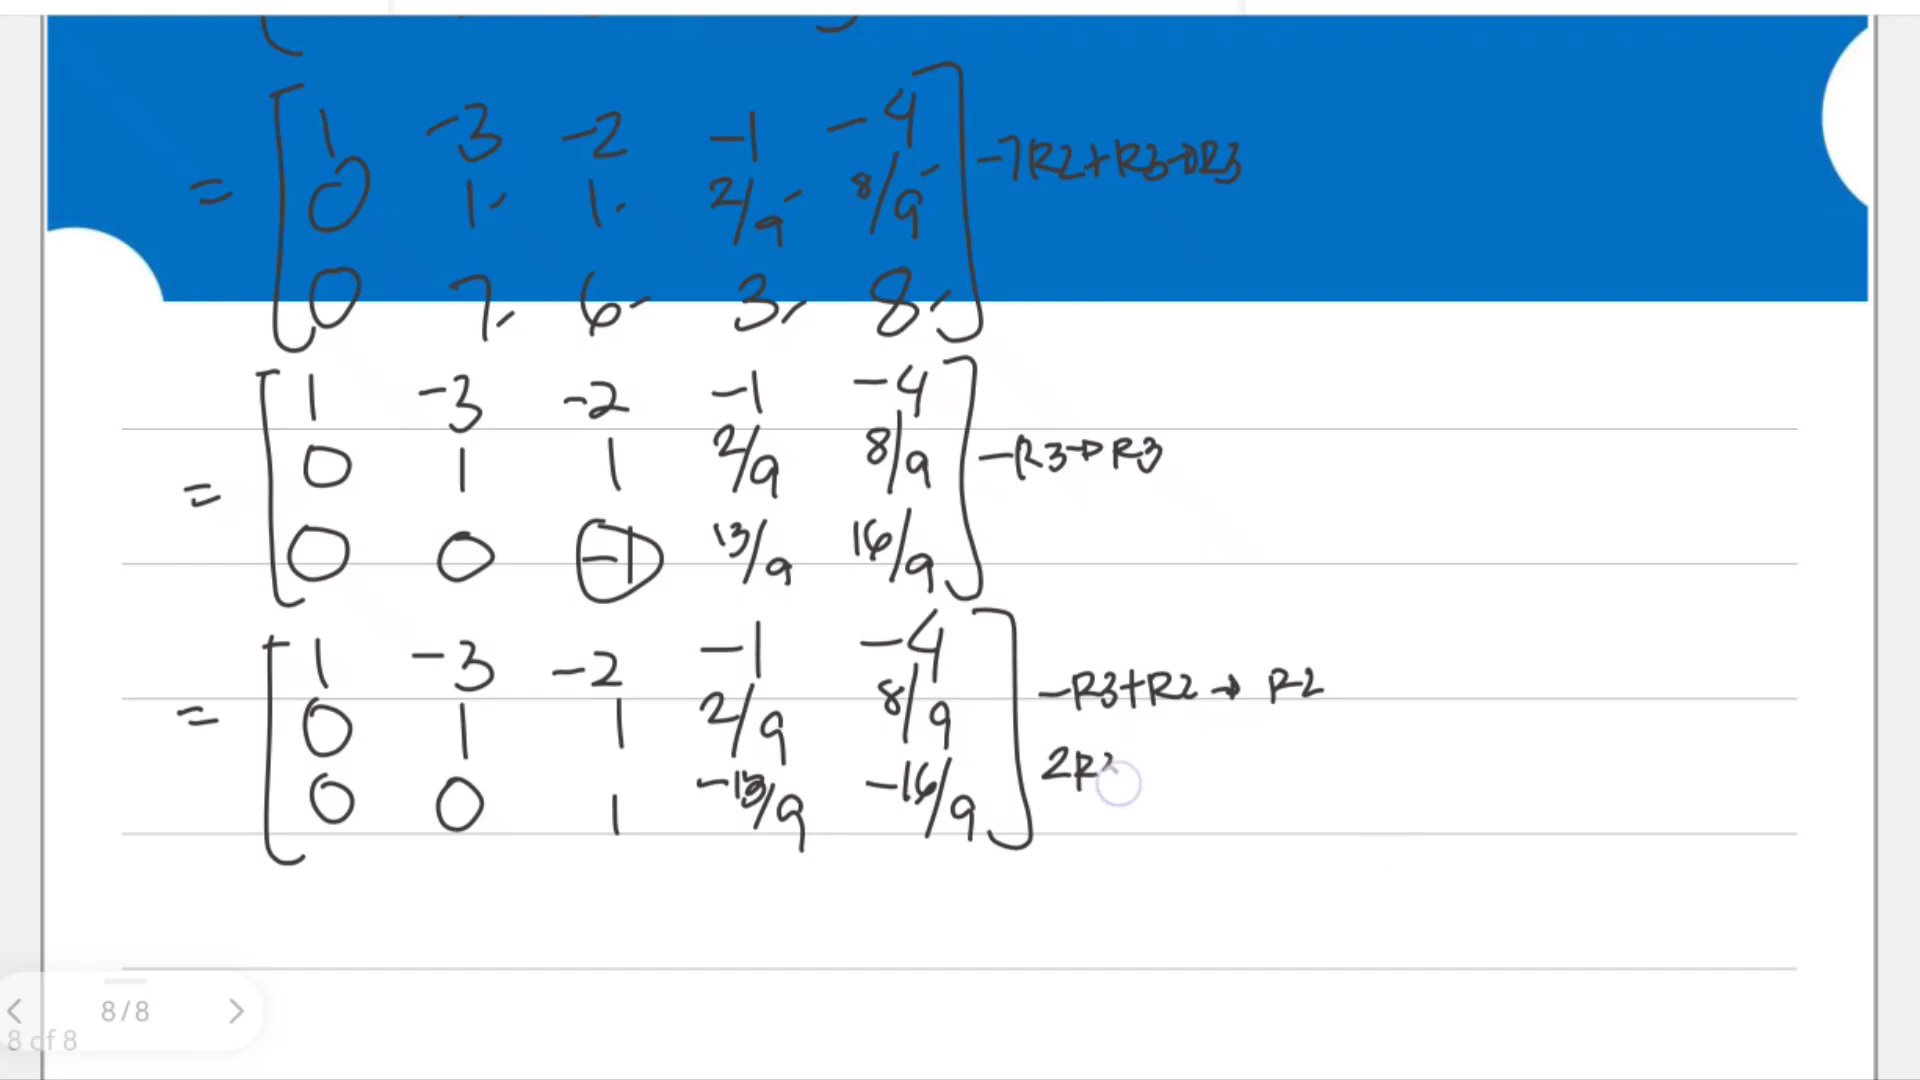 1 -3 -2 -1 -4
= 0 1 1 2/9 8/9 -7R2+R3→R3
0 7 6 3 8
1 -3 -2 -1 -4
= 0 1 1 2/9 8/9 -R3→R3
0 0 -1 13/9 16/9
1 -3 -2 -1 -4
= 0 1 1 2/9 8/9 -R3+R2 → R2
0 0 1 -13/9 -16/9 2R3
8/8
8 of 8